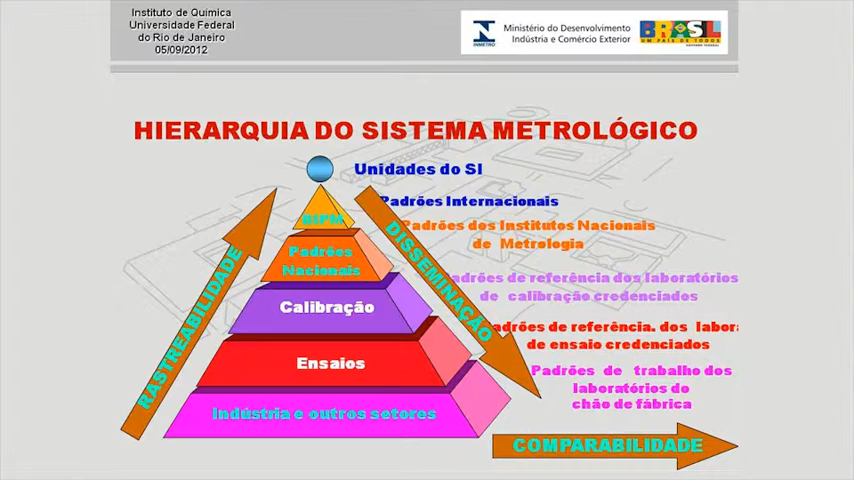 Instituto de Química
Universidade Federal
do Rio de Janeiro
05/09/2012
INMETRO
Ministério do Desenvolvimento
Indústria e Comércio Exterior
BRASIL
UM PAÍS DE TODOS
GOVERNO FEDERAL
HIERARQUIA DO SISTEMA METROLÓGICO
Unidades do SI
Padrões Internacionais
BIPM
Padrões dos Institutos Nacionais
de Metrologia
Padrões
Nacionais
Padrões de referência dos laboratórios
de calibração credenciados
Calibração
Padrões de referência. dos labora
de ensaio credenciados
Ensaios
Padrões de trabalho dos
laboratórios do
chão de fábrica
Indústria e outros setores
RASTREABILIDADE
DISSEMINAÇÃO
COMPARABILIDADE